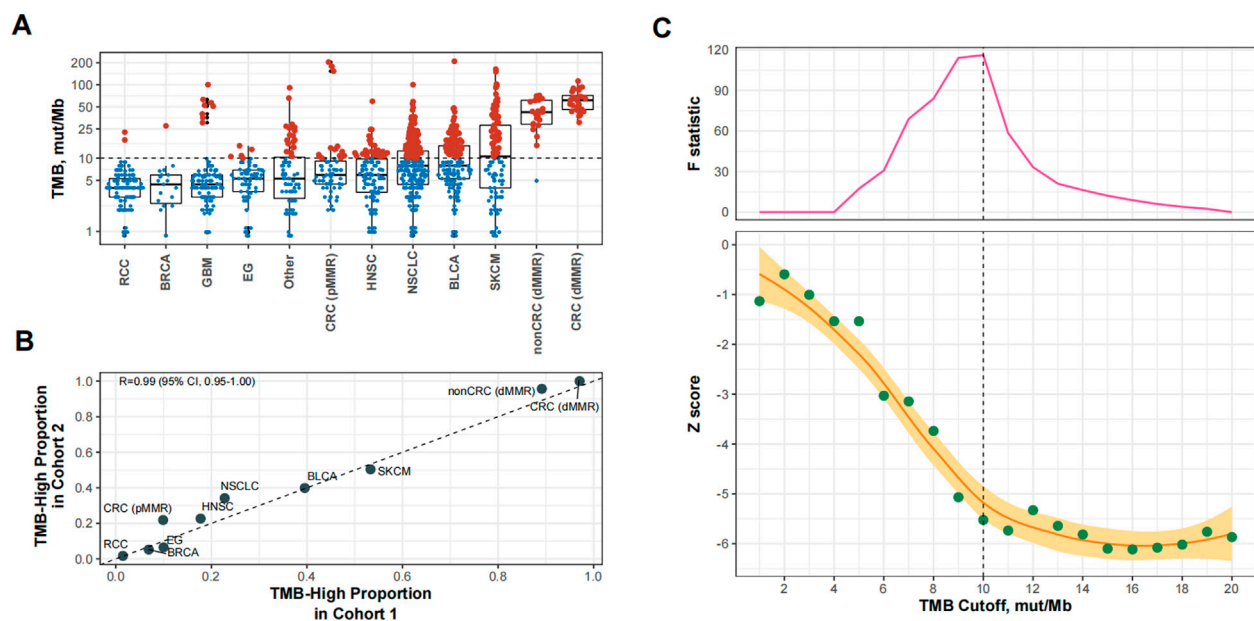 A
TMB, mut/Mb
200
100
50
25
10
5
1
RCC
BRCA
GBM
EG
Other
CRC (pMMR)
HNSC
NSCLC
BLCA
SKCM
nonCRC (dMMR)
CRC (dMMR)
B
TMB-High Proportion
in Cohort 2
1.0
0.8
0.6
0.4
0.2
0.0
R=0.99 (95% CI, 0.95-1.00)
nonCRC (dMMR)
CRC (dMMR)
SKCM
BLCA
NSCLC
HNSC
CRC (pMMR)
EG
RCC
BRCA
0.0 0.2 0.4 0.6 0.8 1.0
TMB-High Proportion
in Cohort 1
C
F statistic
120
90
60
30
0
Z score
0
-1
-2
-3
-4
-5
-6
2 4 6 8 10 12 14 16 18 20
TMB Cutoff, mut/Mb